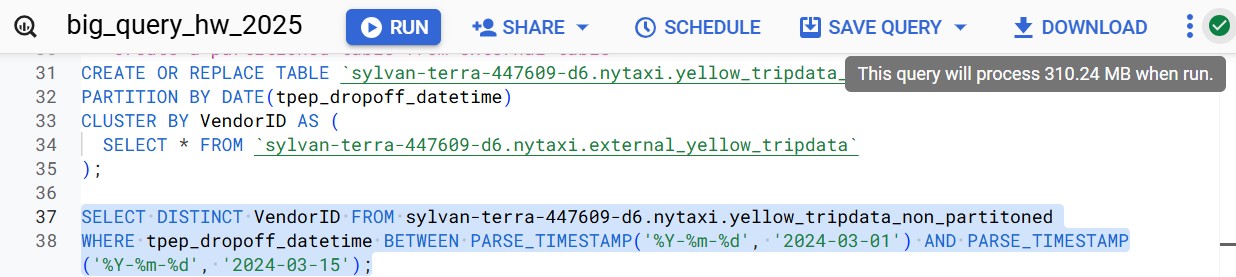 big_query_hw_2025 RUN SHARE SCHEDULE SAVE QUERY DOWNLOAD
This query will process 310.24 MB when run.
31 CREATE OR REPLACE TABLE `sylvan-terra-447609-d6.nytaxi.yellow_tripdata_
32 PARTITION BY DATE(tpep_dropoff_datetime)
33 CLUSTER BY VendorID AS (
34 SELECT * FROM `sylvan-terra-447609-d6.nytaxi.external_yellow_tripdata`
35 );
36
37 SELECT DISTINCT VendorID FROM sylvan-terra-447609-d6.nytaxi.yellow_tripdata_non_partitoned
38 WHERE tpep_dropoff_datetime BETWEEN PARSE_TIMESTAMP('%Y-%m-%d', '2024-03-01') AND PARSE_TIMESTAMP
('%Y-%m-%d', '2024-03-15');